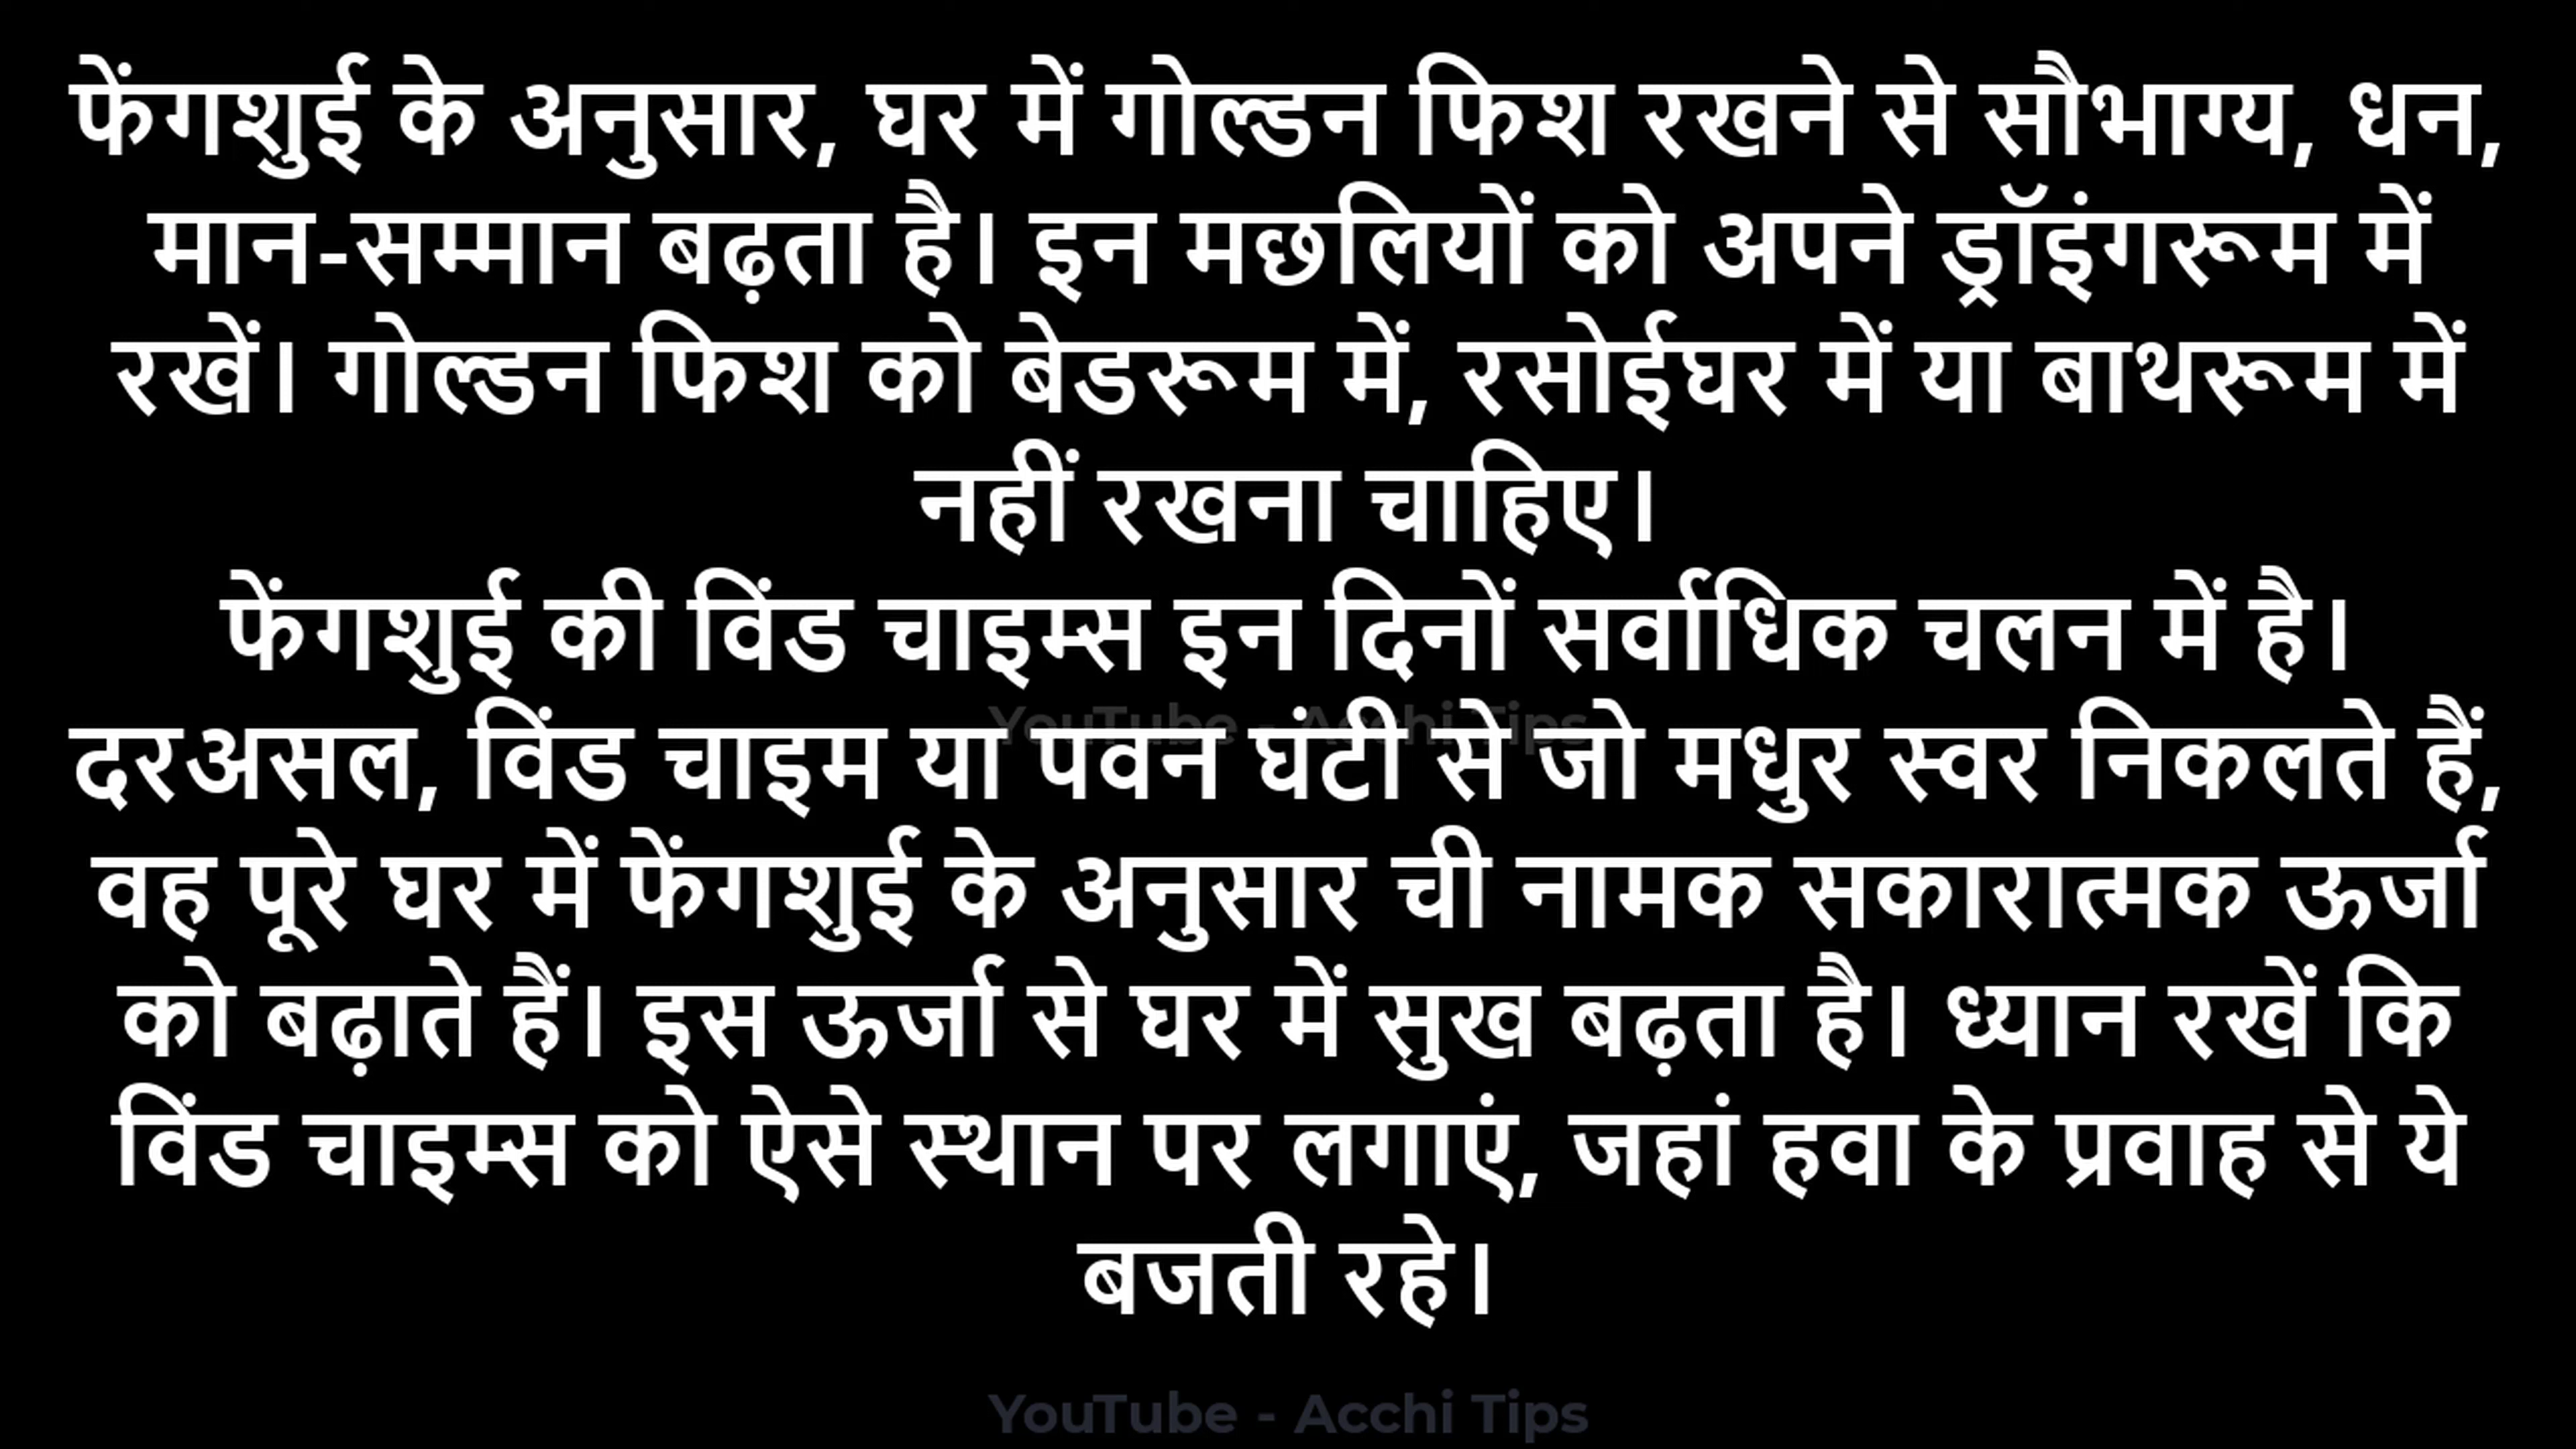 फेंगशुई के अनुसार, घर में गोल्डन फिश रखने से सौभाग्य, धन,
मान-सम्मान बढ़ता है। इन मछलियों को अपने ड्रॉइंगरूम में
रखें। गोल्डन फिश को बेडरूम में, रसोईघर में या बाथरूम में
नहीं रखना चाहिए।
फेंगशुई की विंड चाइम्स इन दिनों सर्वाधिक चलन में है।
YouTube - Acchi Tips
दरअसल, विंड चाइम या पवन घंटी से जो मधुर स्वर निकलते हैं,
वह पूरे घर में फेंगशुई के अनुसार ची नामक सकारात्मक ऊर्जा
को बढ़ाते हैं। इस ऊर्जा से घर में सुख बढ़ता है। ध्यान रखें कि
विंड चाइम्स को ऐसे स्थान पर लगाएं, जहां हवा के प्रवाह से ये
बजती रहे।
YouTube - Acchi Tips